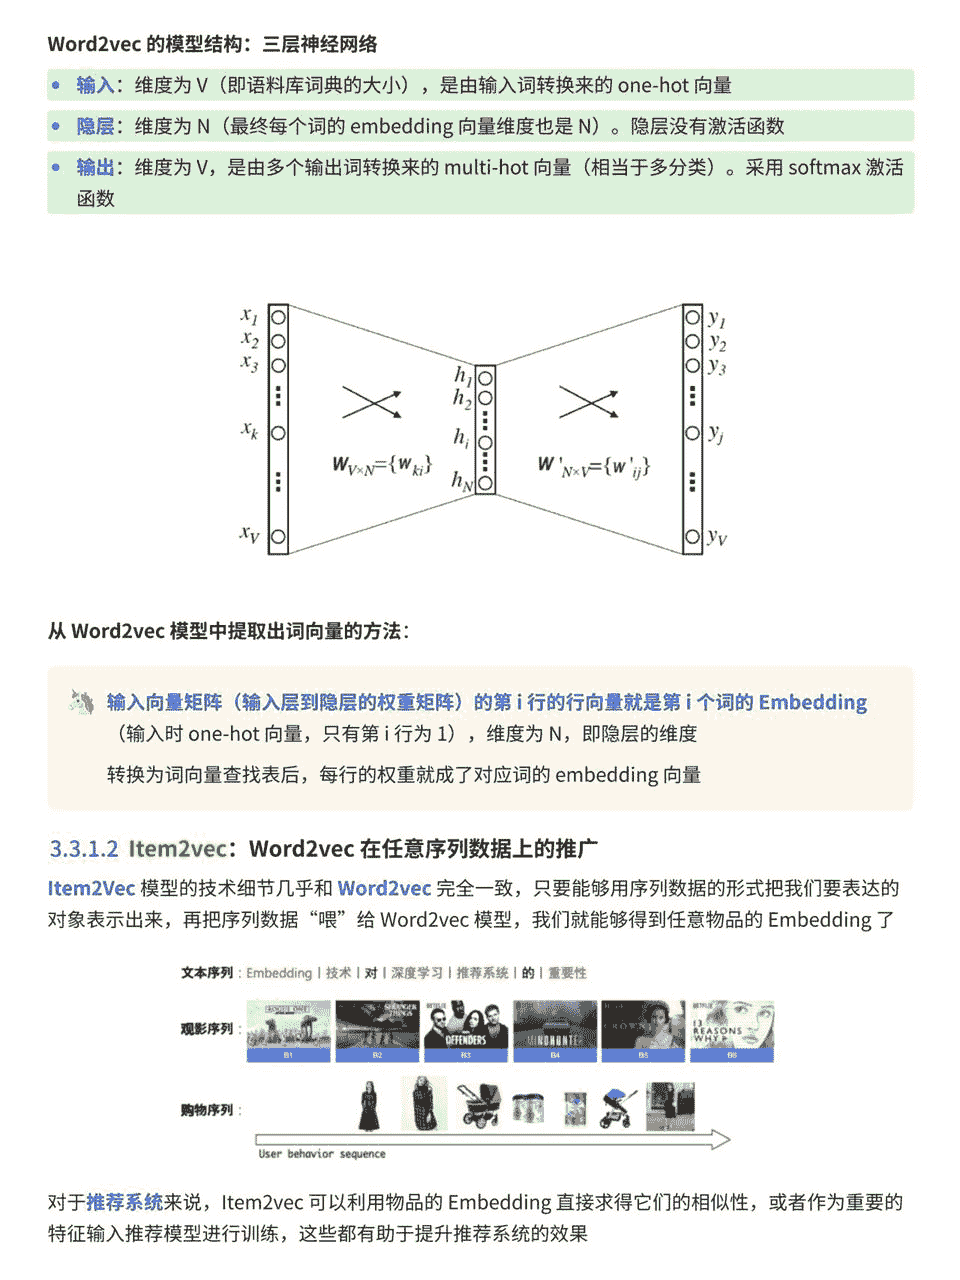 Word2vec 的模型结构：三层神经网络
• 输入：维度为 V（即语料库词典的大小），是由输入词转换来的 one-hot 向量
• 隐层：维度为 N（最终每个词的 embedding 向量维度也是 N）。隐层没有激活函数
• 输出：维度为 V，是由多个输出词转换来的 multi-hot 向量（相当于多分类）。采用 softmax 激活
函数
x1
x2
x3
xk
xV
W V×N={wki}
h1
h2
hi
hN
W 'N×V={w'ij}
y1
y2
y3
yj
yV
从 Word2vec 模型中提取出词向量的方法：
输入向量矩阵（输入层到隐层的权重矩阵）的第 i 行的行向量就是第 i 个词的 Embedding
（输入时 one-hot 向量，只有第 i 行为 1），维度为 N，即隐层的维度
转换为词向量查找表后，每行的权重就成了对应词的 embedding 向量
3.3.1.2 Item2vec：Word2vec 在任意序列数据上的推广
Item2Vec 模型的技术细节几乎和 Word2vec 完全一致，只要能够用序列数据的形式把我们要表达的
对象表示出来，再把序列数据“喂”给 Word2vec 模型，我们就能够得到任意物品的 Embedding 了
文本序列：Embedding | 技术 | 对 | 深度学习 | 推荐系统 | 的 | 重要性
观影序列：
DEFENDERS
13
REASONS
WHY
B1 B2 B3 B4 B5 B6
购物序列：
User behavior sequence
对于推荐系统来说，Item2vec 可以利用物品的 Embedding 直接求得它们的相似性，或者作为重要的
特征输入推荐模型进行训练，这些都有助于提升推荐系统的效果